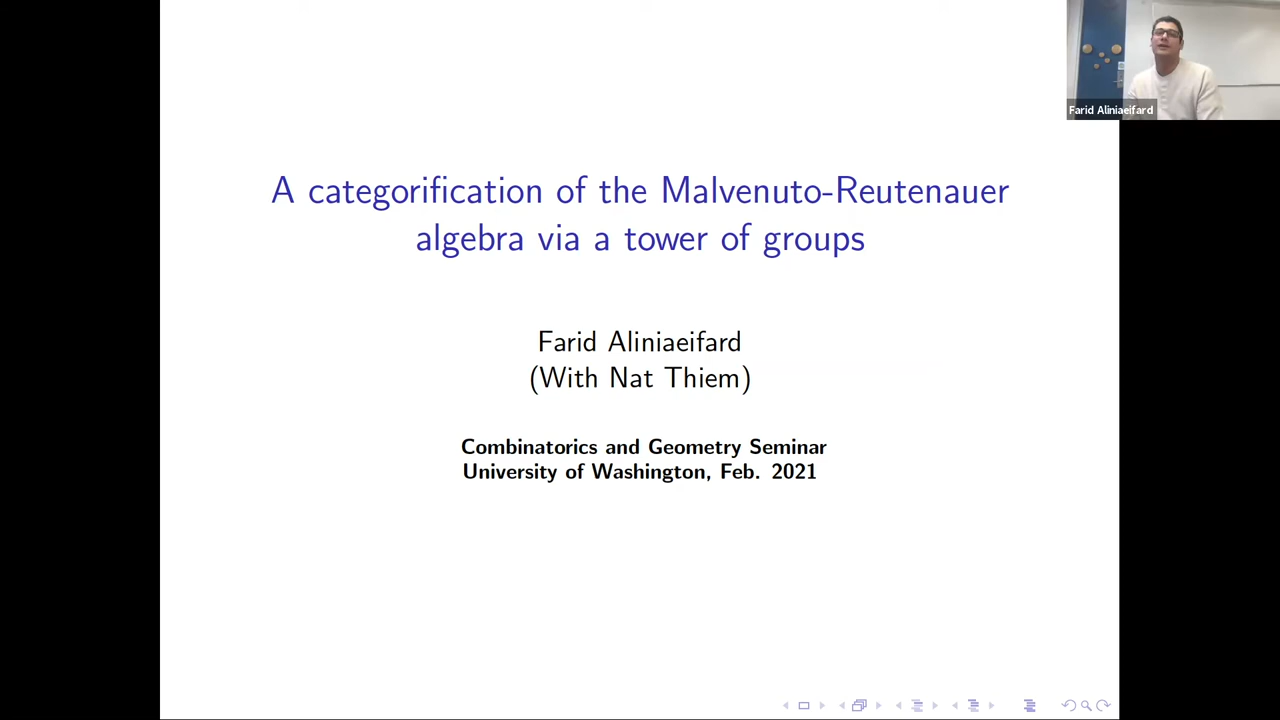 Farid Aliniaeifard
A categorification of the Malvenuto-Reutenauer
algebra via a tower of groups
Farid Aliniaeifard
(With Nat Thiem)
Combinatorics and Geometry Seminar
University of Washington, Feb. 2021